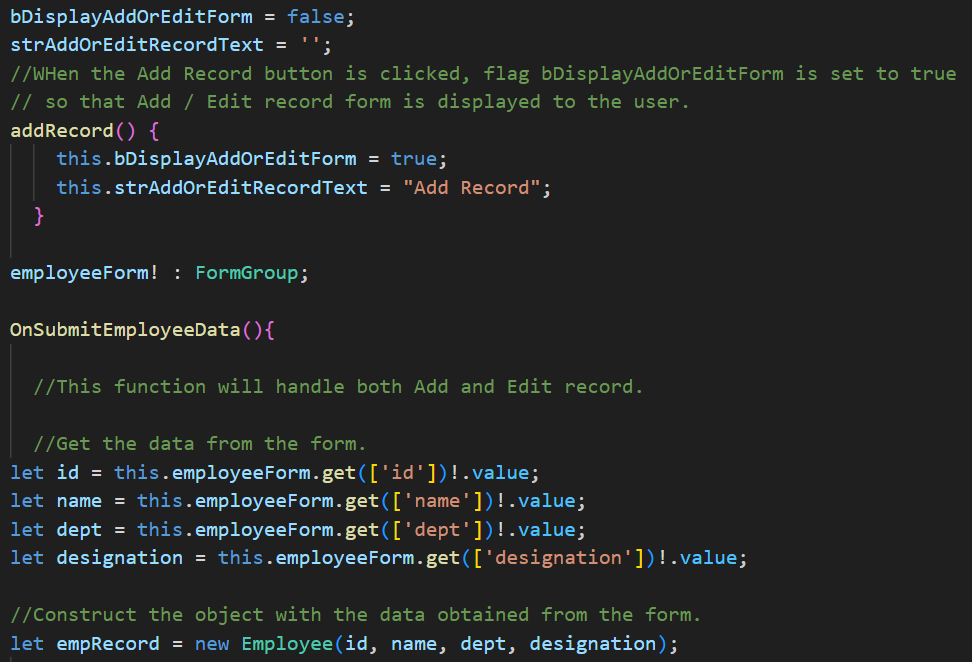 bDisplayAddOrEditForm = false;
strAddOrEditRecordText = '';
//WHen the Add Record button is clicked, flag bDisplayAddOrEditForm is set to true
// so that Add / Edit record form is displayed to the user.
addRecord() {
this.bDisplayAddOrEditForm = true;
this.strAddOrEditRecordText = "Add Record";
}
employeeForm! : FormGroup;
OnSubmitEmployeeData(){
//This function will handle both Add and Edit record.
//Get the data from the form.
let id = this.employeeForm.get(['id'])!.value;
let name = this.employeeForm.get(['name'])!.value;
let dept = this.employeeForm.get(['dept'])!.value;
let designation = this.employeeForm.get(['designation'])!.value;
//Construct the object with the data obtained from the form.
let empRecord = new Employee(id, name, dept, designation);